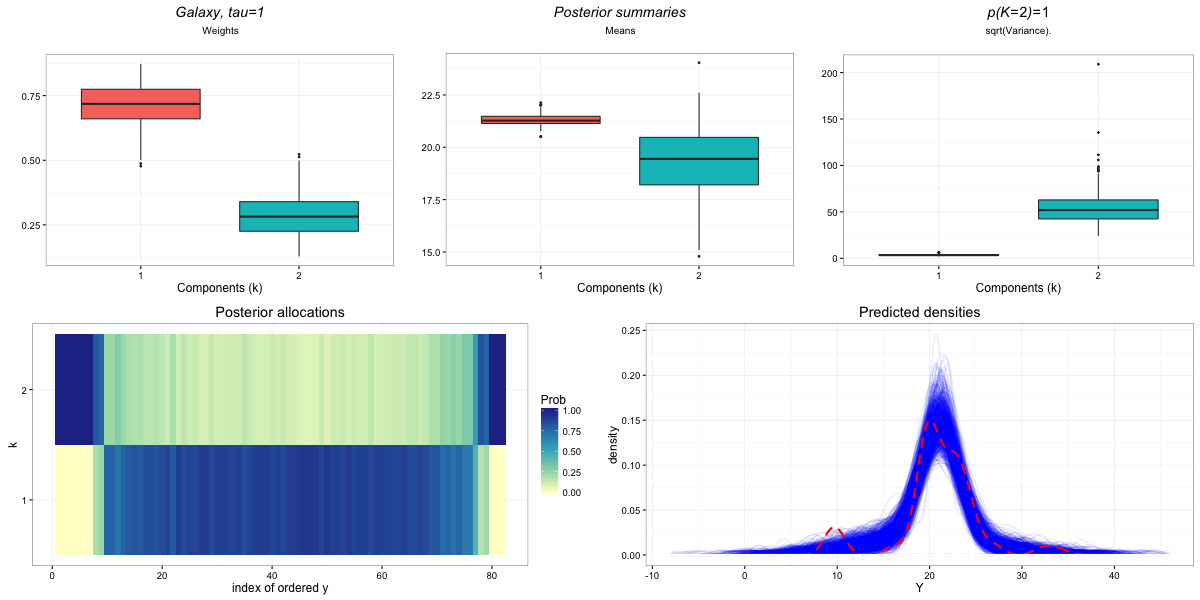 Galaxy, tau=1
Weights
0.75
0.50
0.25
1
2
Components (k)
Posterior summaries
Means
22.5
20.0
17.5
15.0
1
2
Components (k)
p(K=2)=1
sqrt(Variance).
200
150
100
50
0
1
2
Components (k)
Posterior allocations
k
2
1
0
20
40
60
80
index of ordered y
Prob
1.00
0.75
0.50
0.25
0.00
Predicted densities
density
0.25
0.20
0.15
0.10
0.05
0.00
-10
0
10
20
30
40
Y